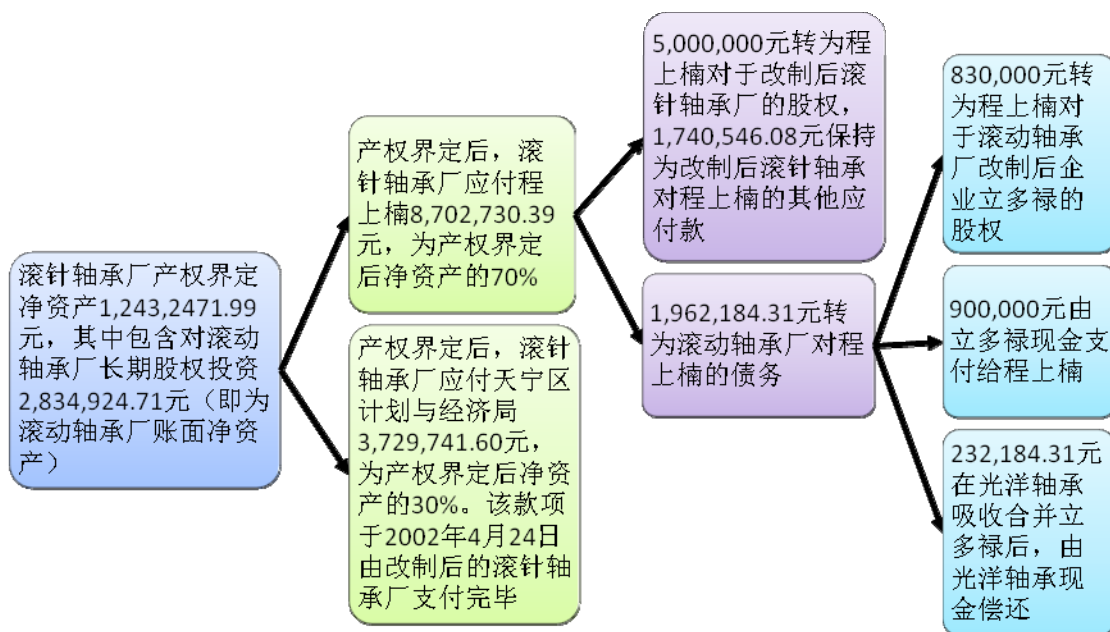 滚针轴承厂产权界定
净资产1,243,2471.99
元，其中包含对滚动
轴承厂长期股权投资
2,834,924.71元（即为
滚动轴承厂账面净资
产）
产权界定后，滚
针轴承厂应付程
上楠8,702,730.39
元，为产权界定
后净资产的70%
产权界定后，滚针
轴承厂应付天宁区
计划与经济局
3,729,741.60元，
为产权界定后净资
产的30%。该款项
于2002年4月24日
由改制后的滚针轴
承厂支付完毕
5,000,000元转为程
上楠对于改制后滚
针轴承厂的股权，
1,740,546.08元保持
为改制后滚针轴承
对程上楠的其他应
付款
1,962,184.31元转
为滚动轴承厂对程
上楠的债务
830,000元转
为程上楠对
于滚动轴承
厂改制后企
业立多禄的
股权
900,000元由
立多禄现金支
付给程上楠
232,184.31元
在光洋轴承
吸收合并立
多禄后，由
光洋轴承现
金偿还